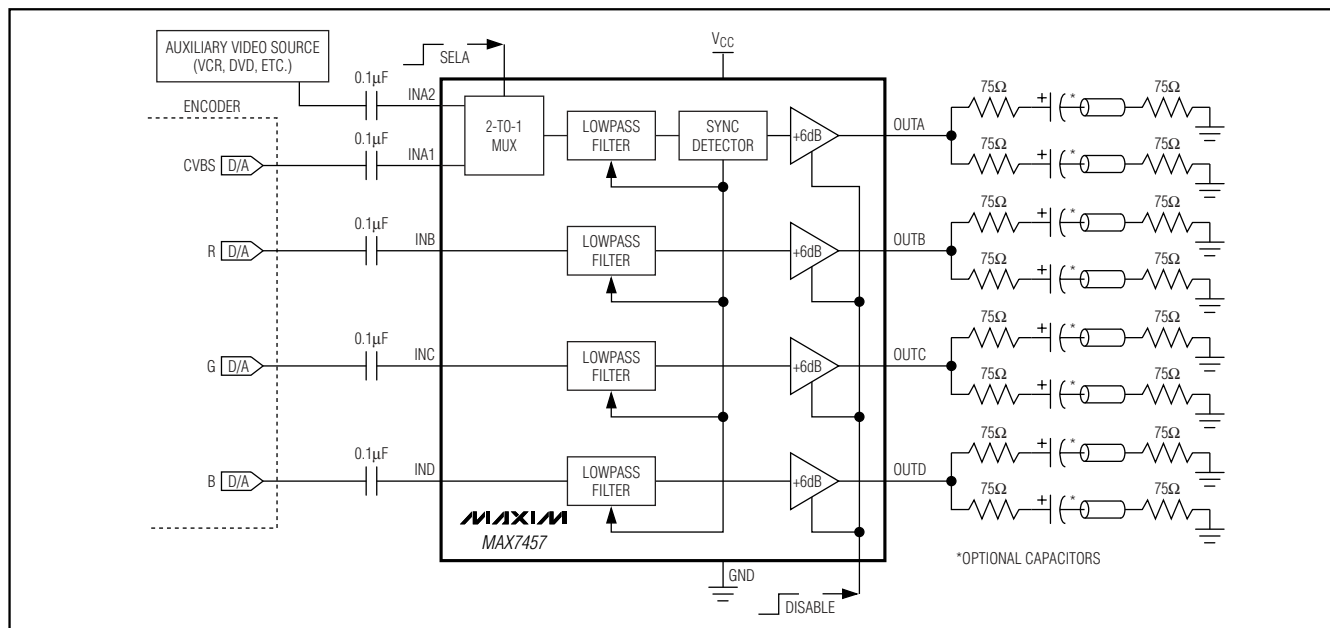 AUXILIARY VIDEO SOURCE
(VCR, DVD, ETC.)
ENCODER
0.1µF
INA2
SELA
VCC
2-TO-1
MUX
LOWPASS
FILTER
SYNC
DETECTOR
+6dB
OUTA
75Ω
+
*
75Ω
75Ω
+
*
75Ω
CVBS
D/A
0.1µF
INA1
R
D/A
0.1µF
INB
LOWPASS
FILTER
+6dB
OUTB
75Ω
+
*
75Ω
75Ω
+
*
75Ω
G
D/A
0.1µF
INC
LOWPASS
FILTER
+6dB
OUTC
75Ω
+
*
75Ω
75Ω
+
*
75Ω
B
D/A
0.1µF
IND
LOWPASS
FILTER
+6dB
OUTD
75Ω
+
*
75Ω
75Ω
+
*
75Ω
MAXIM
MAX7457
GND
DISABLE
*OPTIONAL CAPACITORS